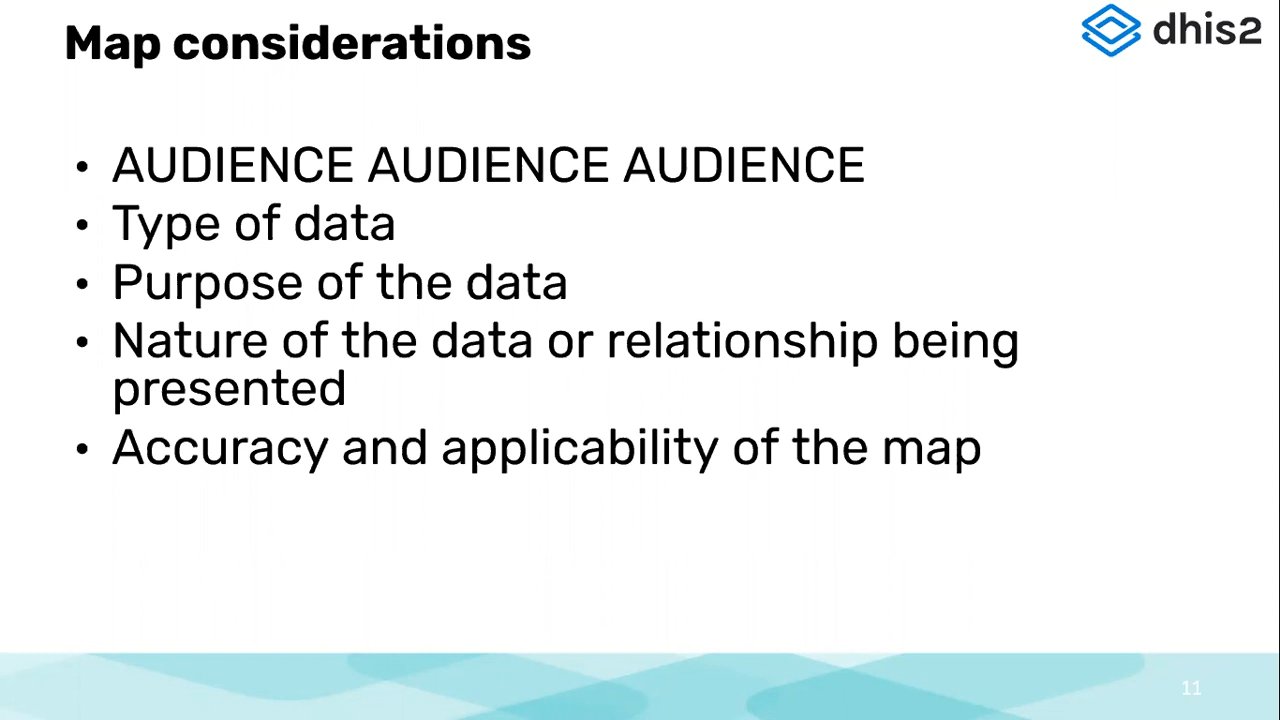 Map considerations
dhis2
• AUDIENCE AUDIENCE AUDIENCE
• Type of data
• Purpose of the data
• Nature of the data or relationship being
presented
• Accuracy and applicability of the map
11